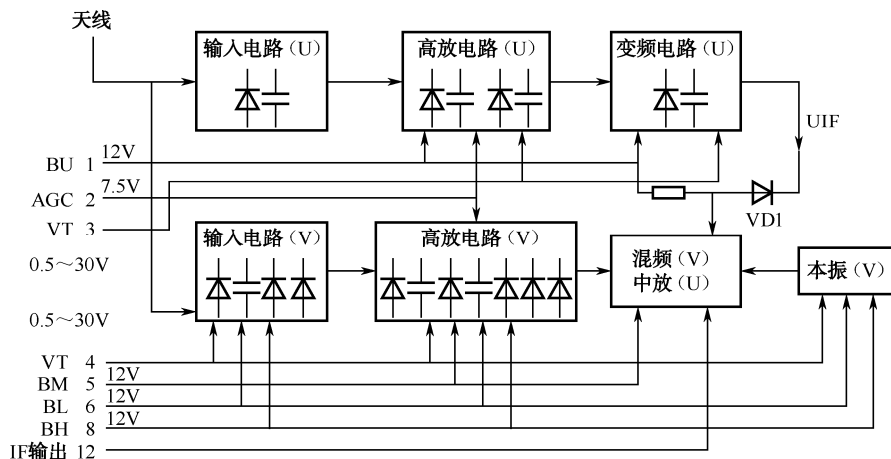 天线
输入电路(U)
高放电路(U)
变频电路(U)
UIF
BU 1 12V
AGC 2 7.5V
VT 3
VD1
0.5～30V
输入电路(V)
高放电路(V)
混频(V)
中放(U)
本振(V)
0.5～30V
VT 4
BM 5 12V
BL 6 12V
BH 8 12V
IF输出 12